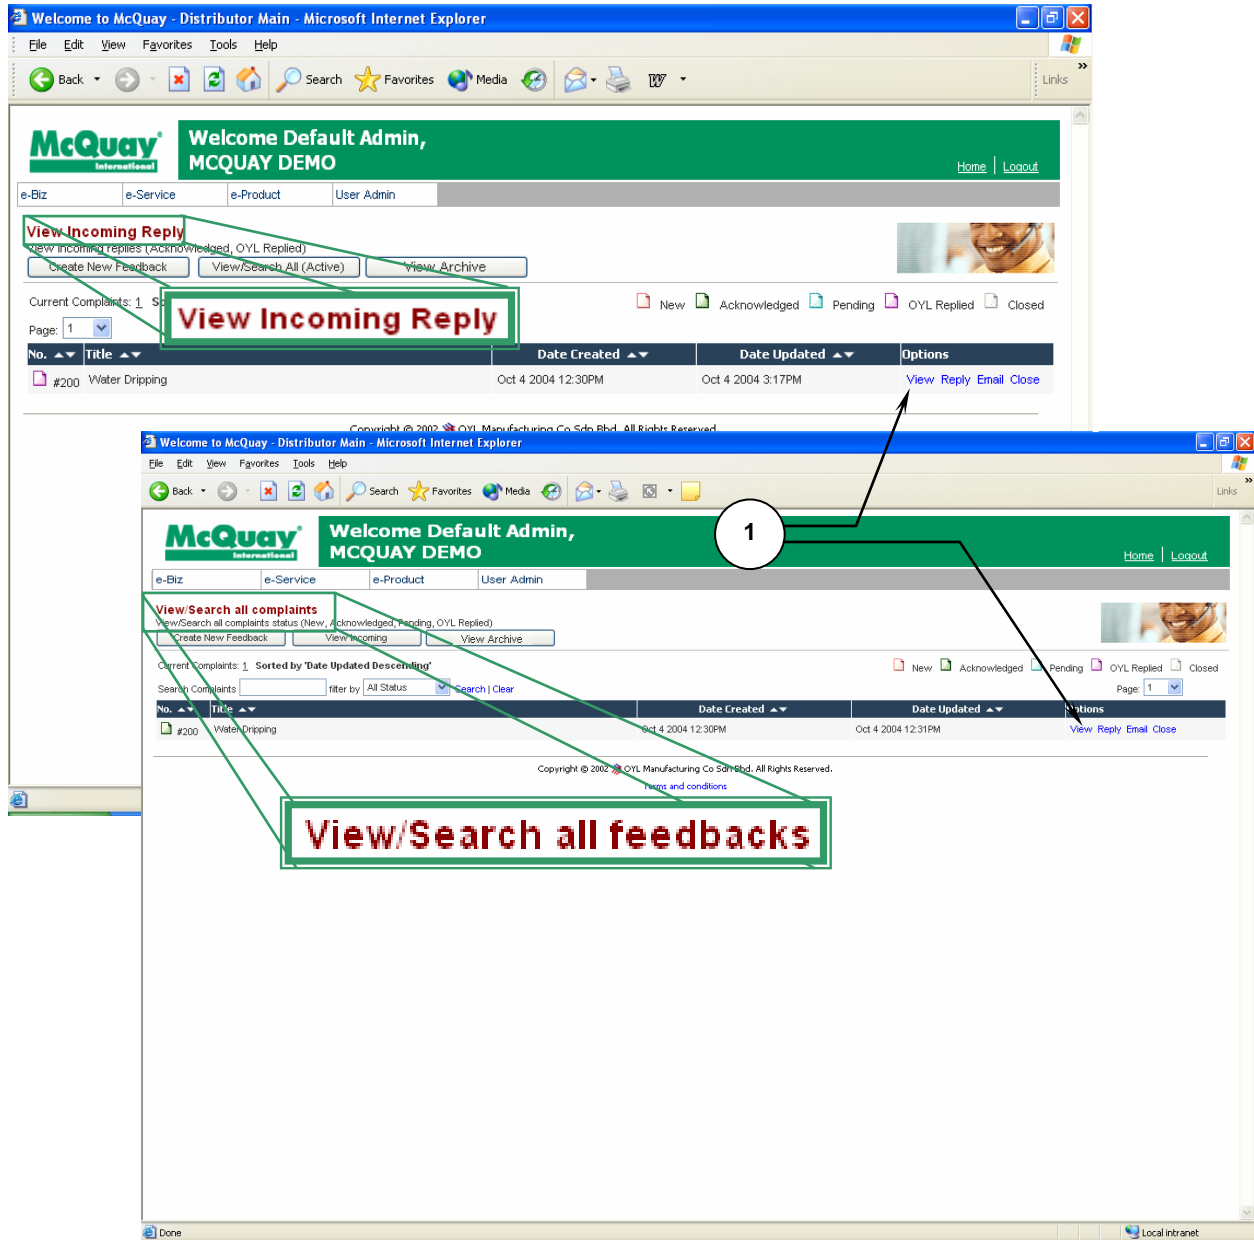 Welcome to McQuay - Distributor Main - Microsoft Internet Explorer
File Edit View Favorites Tools Help
Back Search Favorites Media Links
McQuay International
Welcome Default Admin,
MCQUAY DEMO
Home | Logout
e-Biz e-Service e-Product User Admin
View Incoming Reply
View incoming replies (Acknowledged, OYL Replied)
Create New Feedback View/Search All (Active) View Archive
Current Complaints: 1 So
New Acknowledged Pending OYL Replied Closed
View Incoming Reply
Page: 1
No. Title Date Created Date Updated Options
#200 Water Dripping Oct 4 2004 12:30PM Oct 4 2004 3:17PM View Reply Email Close
Copyright © 2002 OYL Manufacturing Co Sdn Bhd. All Rights Reserved.
Welcome to McQuay - Distributor Main - Microsoft Internet Explorer
File Edit View Favorites Tools Help
Back Search Favorites Media Links
1
McQuay International
Welcome Default Admin,
MCQUAY DEMO
Home | Logout
e-Biz e-Service e-Product User Admin
View/Search all complaints
View/Search all complaints status (New, Acknowledged, Pending, OYL Replied)
Create New Feedback View Incoming View Archive
Current Complaints: 1 Sorted by 'Date Updated Descending'
New Acknowledged Pending OYL Replied Closed
Search Complaints filter by All Status Search | Clear Page: 1
No. Title Date Created Date Updated Options
#200 Water Dripping Oct 4 2004 12:30PM Oct 4 2004 12:31PM View Reply Email Close
Copyright © 2002 OYL Manufacturing Co Sdn Bhd. All Rights Reserved.
Terms and conditions
View/Search all feedbacks
Done Local intranet